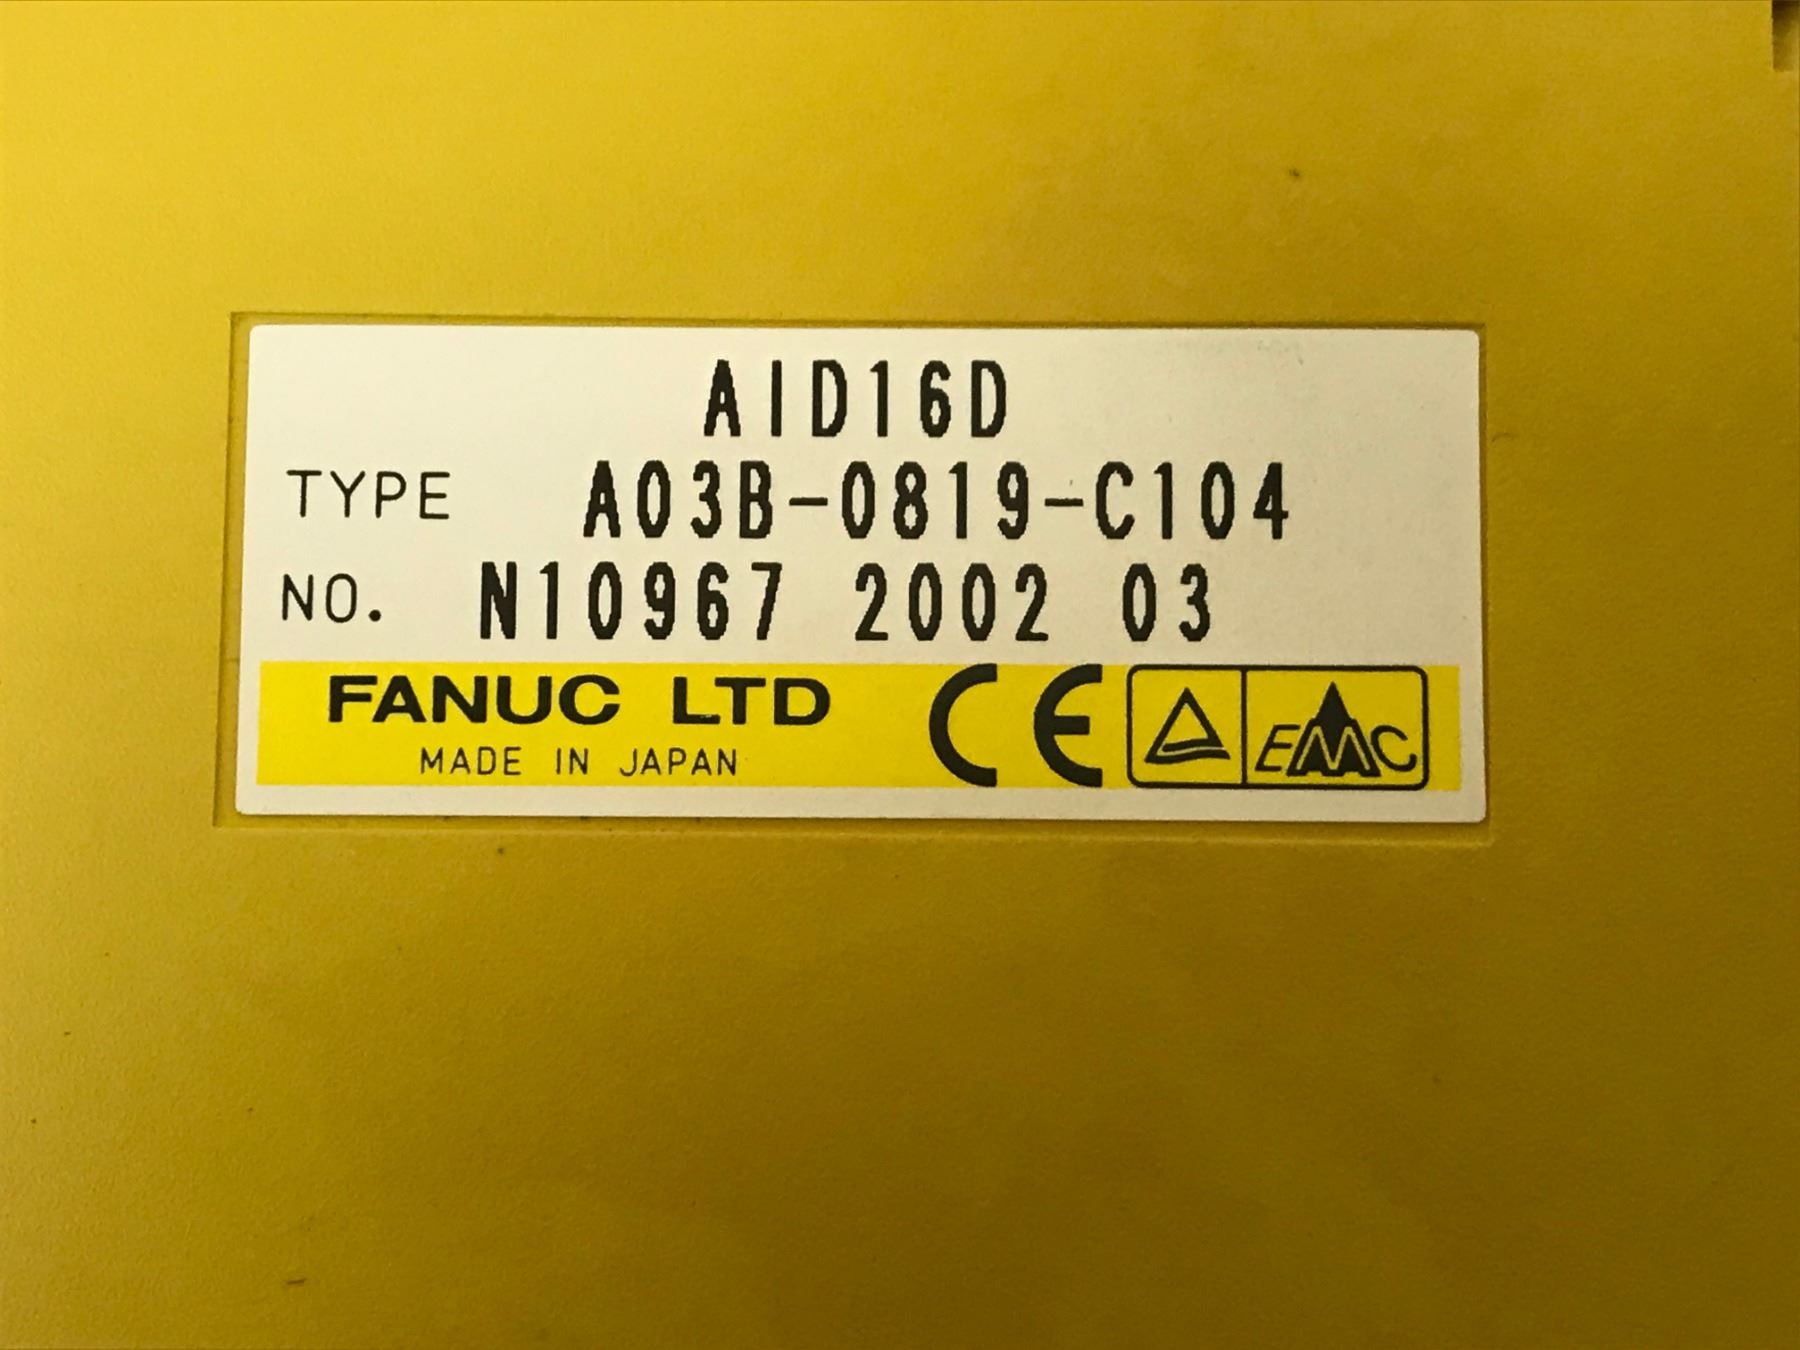 AID16D
TYPE A03B-0819-C104
NO. N10967 2002 03
FANUC LTD
MADE IN JAPAN
CE
EMC